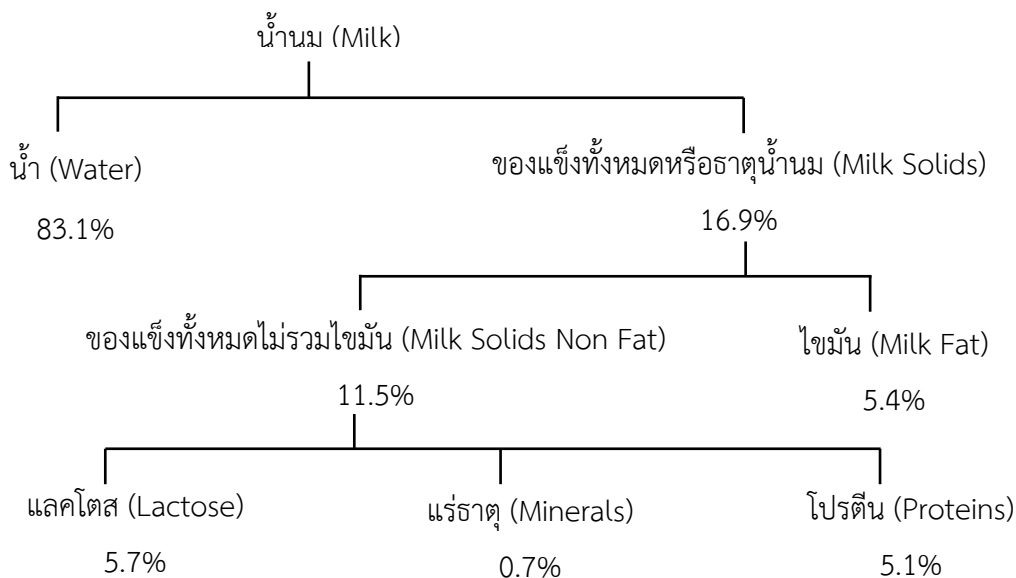 น้ำนม (Milk)
น้ำ (Water)
ของแข็งทั้งหมดหรือธาตุน้ำนม (Milk Solids)
83.1%
16.9%
ของแข็งทั้งหมดไม่รวมไขมัน (Milk Solids Non Fat)
ไขมัน (Milk Fat)
11.5%
5.4%
แลคโตส (Lactose)
แร่ธาตุ (Minerals)
โปรตีน (Proteins)
5.7%
0.7%
5.1%